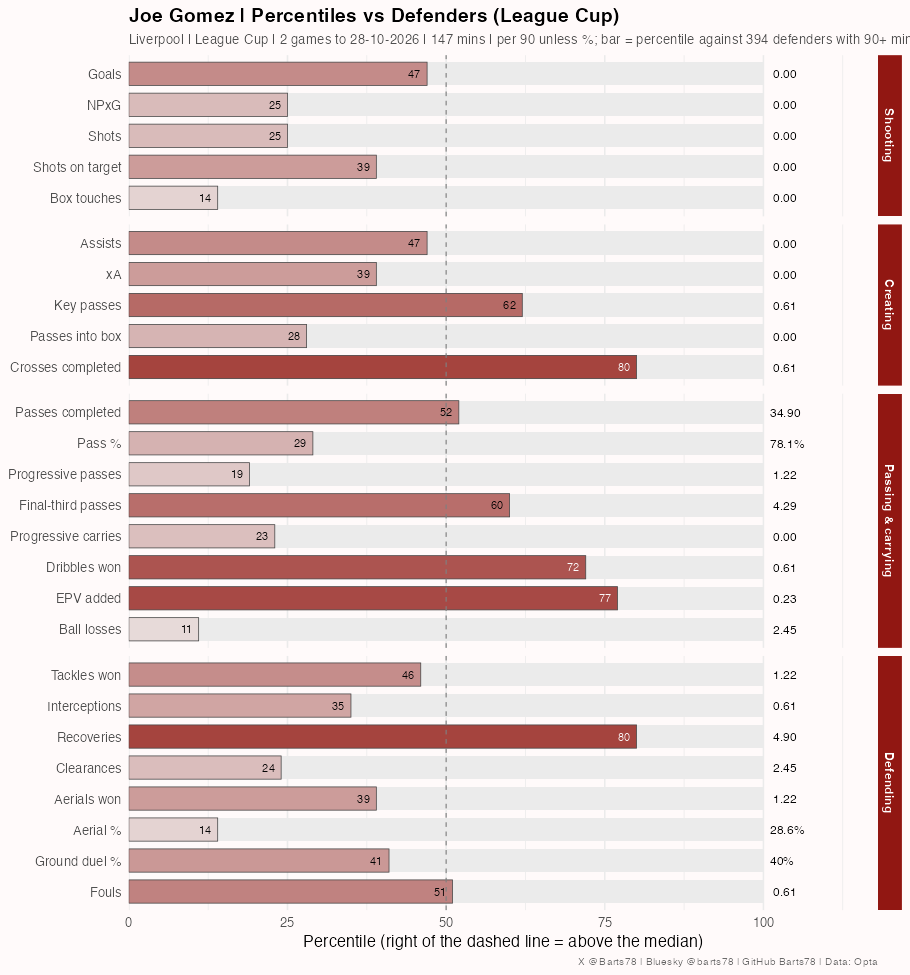 Joe Gomez | Percentiles vs Defenders (League Cup)
Liverpool | League Cup | 2 games to 28-10-2026 | 147 mins | per 90 unless %; bar = percentile against 394 defenders with 90+ min
Goals 47 0.00
NPxG 25 0.00
Shots 25 0.00
Shots on target 39 0.00
Box touches 14 0.00
Shooting
Assists 47 0.00
xA 39 0.00
Key passes 62 0.61
Passes into box 28 0.00
Crosses completed 80 0.61
Creating
Passes completed 52 34.90
Pass % 29 78.1%
Progressive passes 19 1.22
Final-third passes 60 4.29
Progressive carries 23 0.00
Dribbles won 72 0.61
EPV added 77 0.23
Ball losses 11 2.45
Passing & carrying
Tackles won 46 1.22
Interceptions 35 0.61
Recoveries 80 4.90
Clearances 24 2.45
Aerials won 39 1.22
Aerial % 14 28.6%
Ground duel % 41 40%
Fouls 51 0.61
Defending
0 25 50 75 100
Percentile (right of the dashed line = above the median)
X @Barts78 | Bluesky @barts78 | GitHub Barts78 | Data: Opta